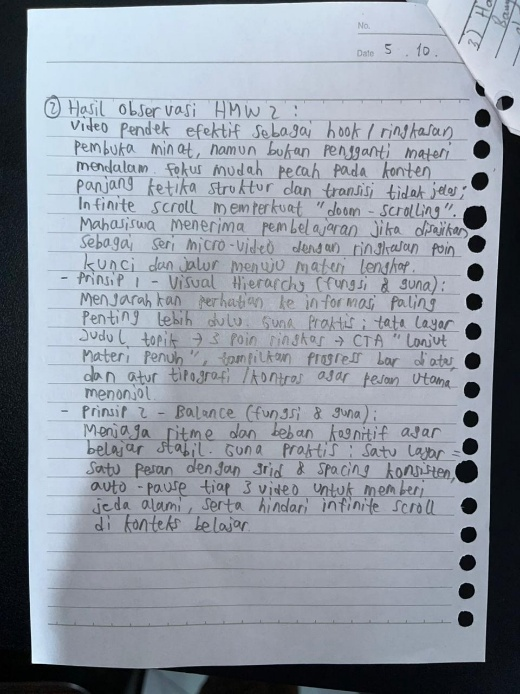 No.
Date 5 . 10 .
3) Ha
② Hasil observasi HMW 2 :
Video pendek efektif sebagai hook / ringkasan
pembuka minat, namun bukan pengganti materi
mendalam. Fokus mudah pecah pada konten
panjang ketika struktur dan transisi tidak jelas;
Infinite scroll memperkuat "doom-scrolling".
Mahasiswa menerima pembelajaran jika disajikan
sebagai seri micro-video dengan ringkasan poin
kunci dan jalur menuju materi lengkap.
- Prinsip 1 - Visual Hierarchy (fungsi & guna):
Mengarahkan perhatian ke informasi paling
penting lebih dulu. Guna praktis; tata layar
Judul, topik → 3 poin ringkas → CTA "Lanjut
Materi Penuh", tampilkan progress bar diatas,
dan atur tipografi / kontras agar pesan utama
menonjol.
- Prinsip 2 - Balance (fungsi & guna);
Menjaga ritme dan beban kognitif agar
belajar stabil. Guna praktis: satu layar =
satu pesan dengan grid & spacing konsisten,
auto-pause tiap 3 video untuk memberi
jeda alami, serta hindari infinite scroll
di konteks belajar.